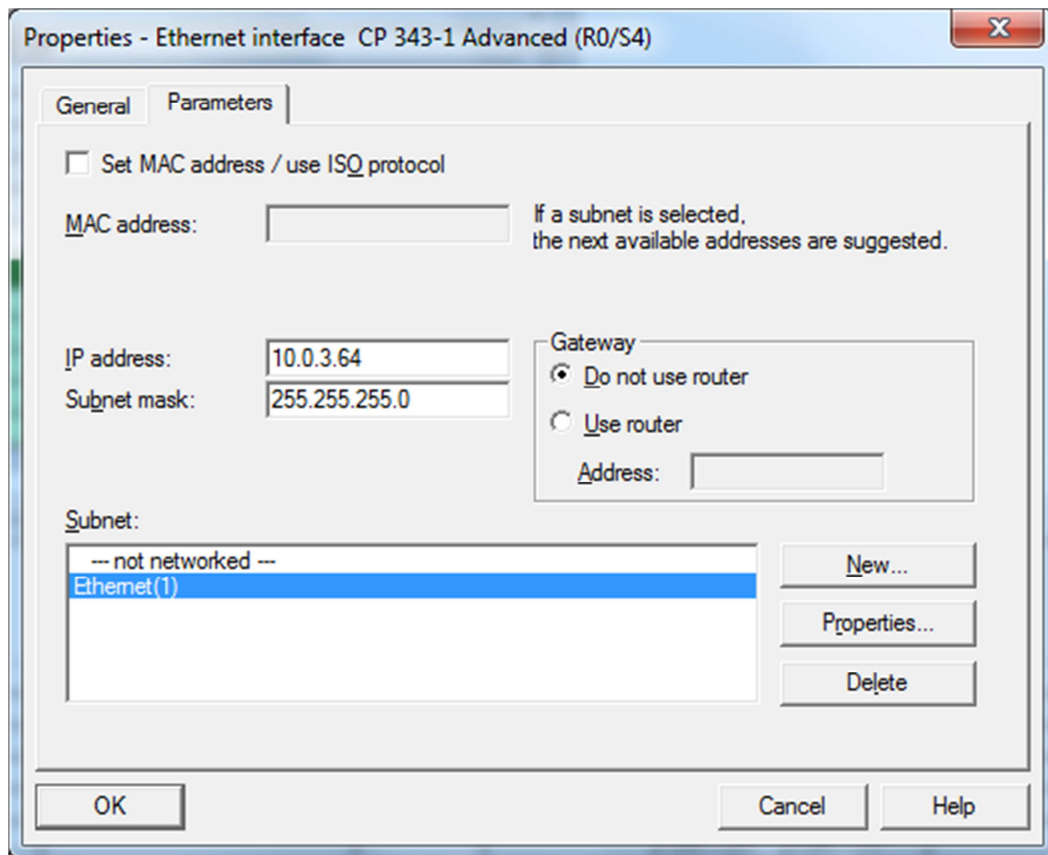 Properties - Ethernet interface CP 343-1 Advanced (R0/S4)
General
Parameters
Set MAC address / use ISO protocol
MAC address:
If a subnet is selected,
the next available addresses are suggested.
IP address:
10.0.3.64
Subnet mask:
255.255.255.0
Gateway
Do not use router
Use router
Address:
Subnet:
--- not networked ---
Ethernet(1)
New...
Properties...
Delete
OK
Cancel
Help